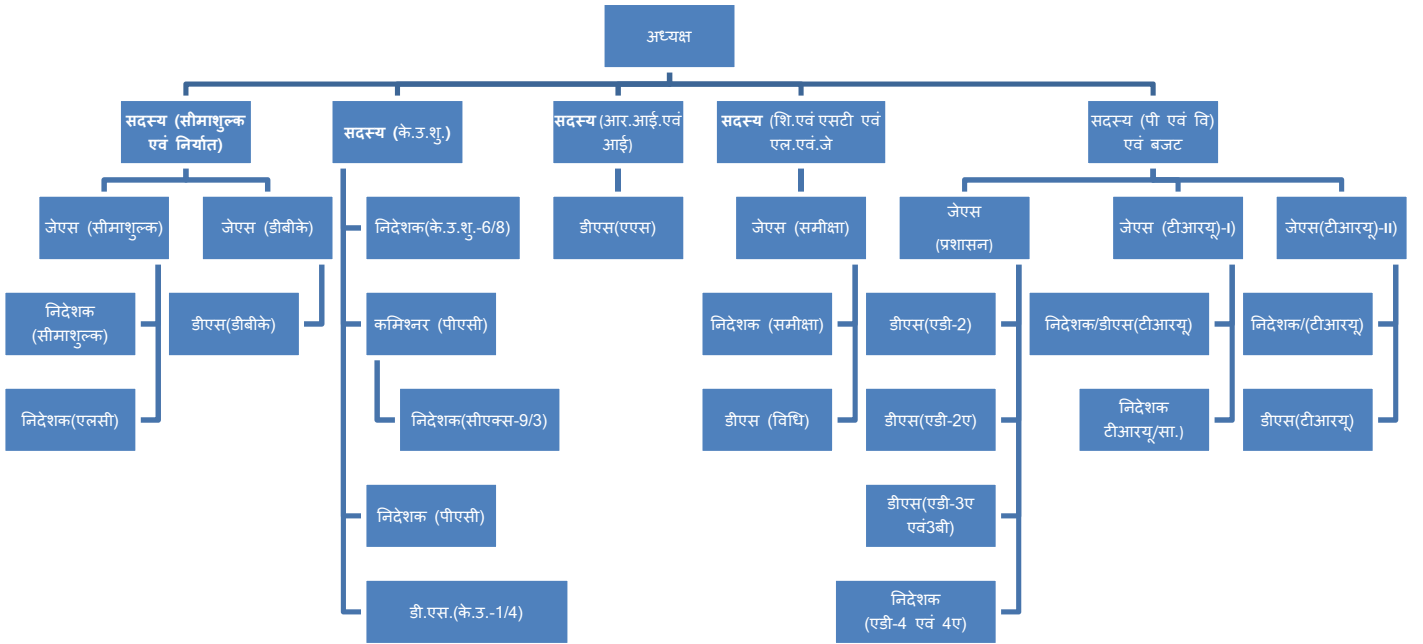 अध्यक्ष
सदस्य (सीमाशुल्क
एवं निर्यात)
सदस्य (के.उ.शु.)
सदस्य (आर.आई.एवं
आई)
सदस्य (शि.एवं एसटी एवं
एल.एवं.जे
सदस्य (पी एवं वि)
एवं बजट
जेएस (सीमाशुल्क)
जेएस (डीबीके)
निदेशक(के.उ.शु.-6/8)
डीएस(एएस)
जेएस (समीक्षा)
जेएस
(प्रशासन)
जेएस (टीआरयू)-I
जेएस(टीआरयू)-II)
निदेशक
(सीमाशुल्क)
डीएस(डीबीके)
कमिश्नर (पीएसी)
निदेशक (समीक्षा)
डीएस(एडी-2)
निदेशक/डीएस(टीआरयू)
निदेशक/(टीआरयू)
निदेशक(एलसी)
निदेशक(सीएक्स-9/3)
डीएस (विधि)
डीएस(एडी-2ए)
निदेशक
टीआरयू/सा.)
डीएस(टीआरयू)
निदेशक (पीएसी)
डीएस(एडी-3ए
एवं3बी)
डी.एस.(के.उ.-1/4)
निदेशक
(एडी-4 एवं 4ए)